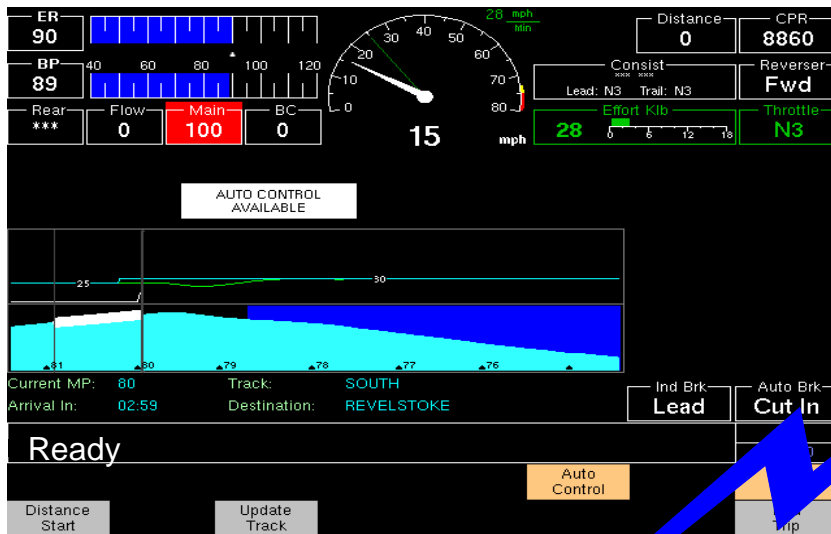 ER
90
BP
89
40 60 80 100 120
Rear
***
Flow
0
Main
100
BC
0
0 10 20 30 40 50 60 70 80
28 mph
Min
15 mph
Distance
0
CPR
8860
Consist
*** ***
Lead: N3 Trail: N3
Reverser
Fwd
Effort Klb
28
0 6 12 18
Throttle
N3
AUTO CONTROL
AVAILABLE
25
30
81 80 79 78 77 76
Current MP: 80 Track: SOUTH
Arrival In: 02:59 Destination: REVELSTOKE
Ind Brk
Lead
Auto Brk
Cut In
Ready
Auto
Control
Distance
Start
Update
Track
Trip